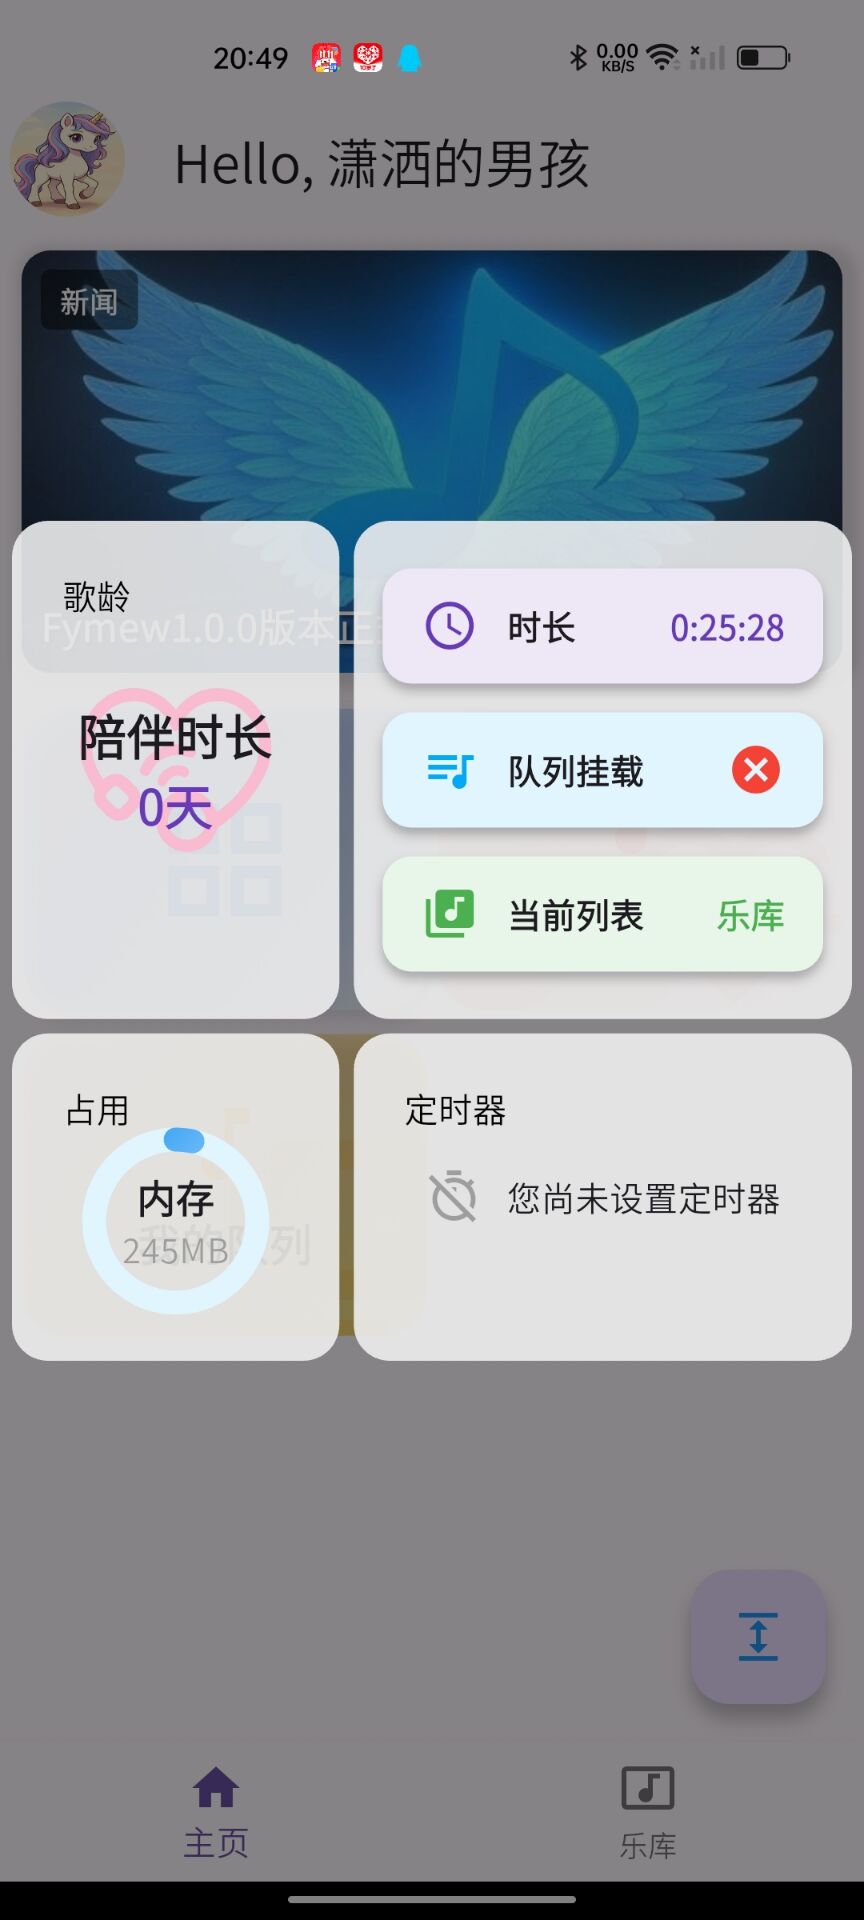 20:49
0.00
KB/S
Hello, 潇洒的男孩
新闻
Fymew1.0.0版本正
歌龄
陪伴时长
0天
时长
0:25:28
队列挂载
当前列表
乐库
占用
内存
245MB
我的队列
定时器
您尚未设置定时器
主页
乐库